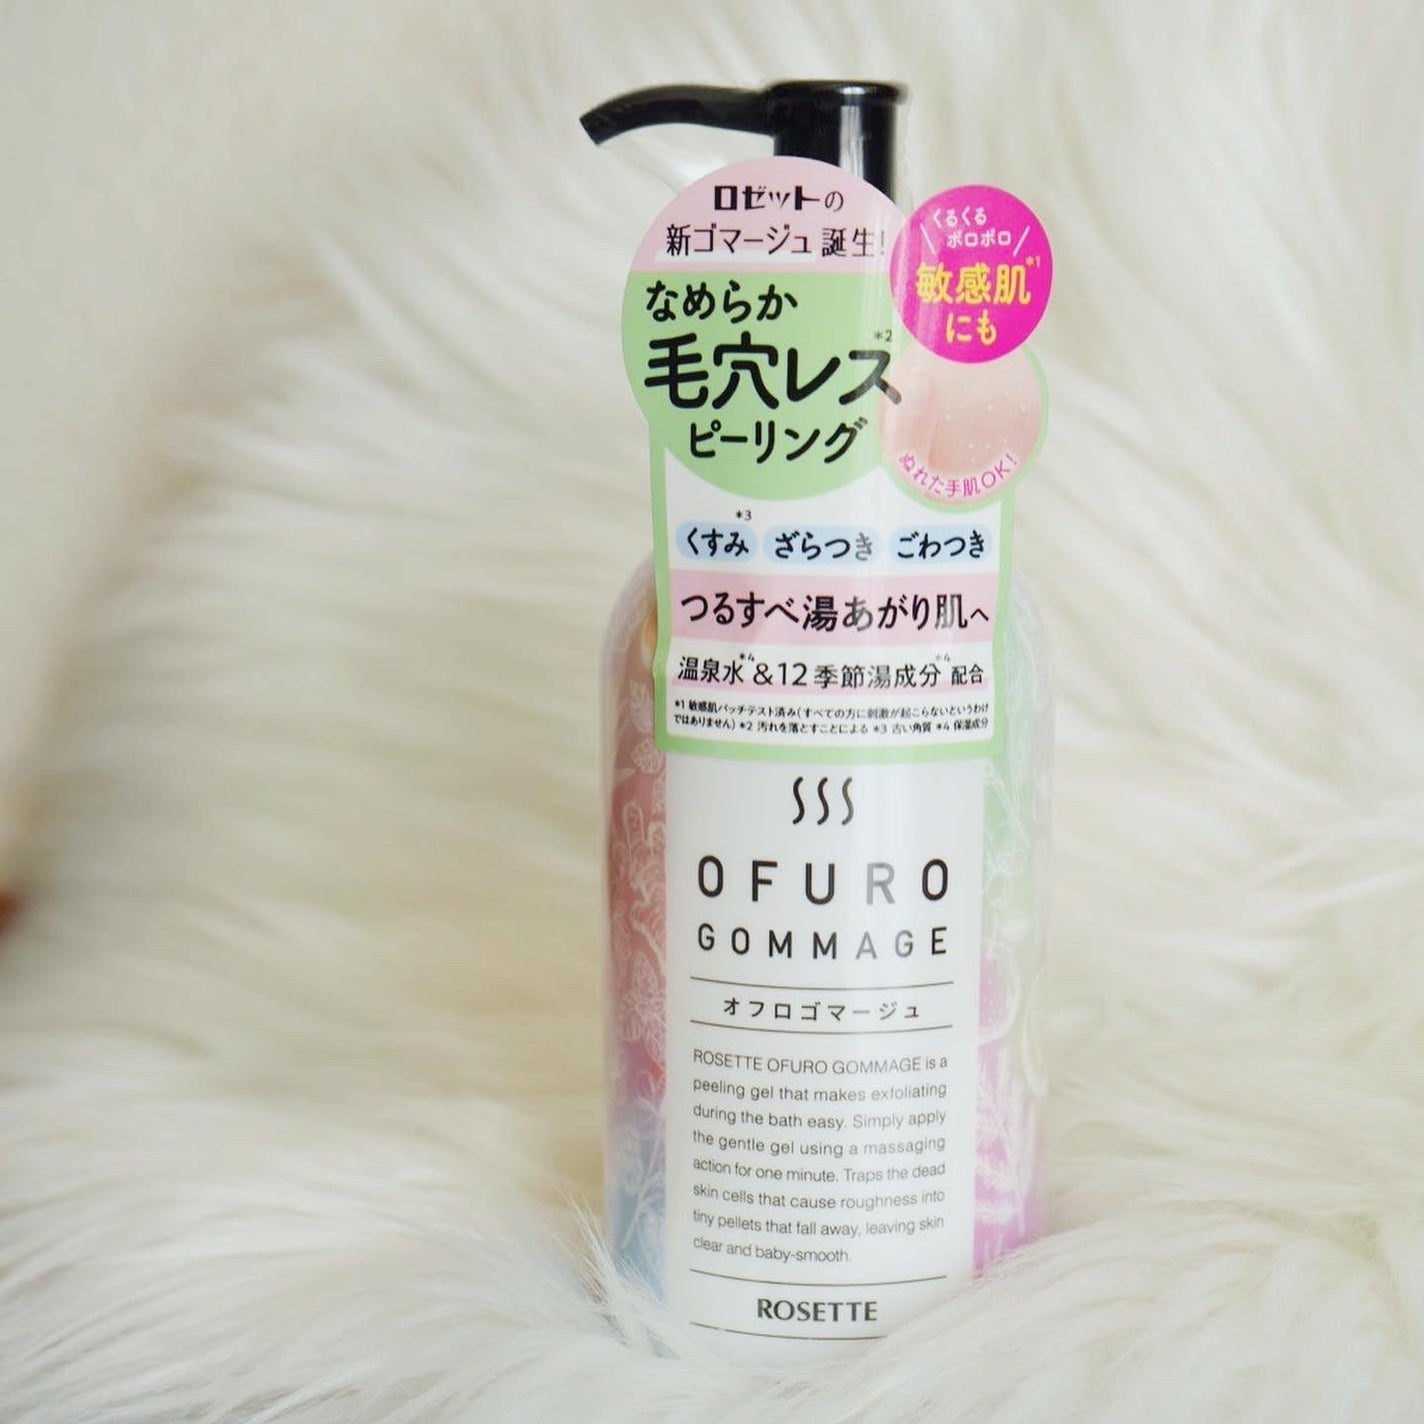 ロゼットの
新ゴマージュ誕生!
なめらか
毛穴レス*2
ピーリング
くるくる
ポロポロ
敏感肌*1
にも
ぬれた手肌OK!
くすみ*3 ざらつき ごわつき
つるすべ湯あがり肌へ
温泉水*4&12季節湯成分*4配合
*1 敏感肌パッチテスト済み(すべての方に刺激が起こらないというわけ
ではありません) *2 汚れを落とすことによる *3 古い角質 *4 保湿成分
OFURO
GOMMAGE
オフロゴマージュ
ROSETTE OFURO GOMMAGE is a
peeling gel that makes exfoliating
during the bath easy. Simply apply
the gentle gel using a massaging
action for one minute. Traps the dead
skin cells that cause roughness into
tiny pellets that fall away, leaving skin
clear and baby-smooth.
ROSETTE